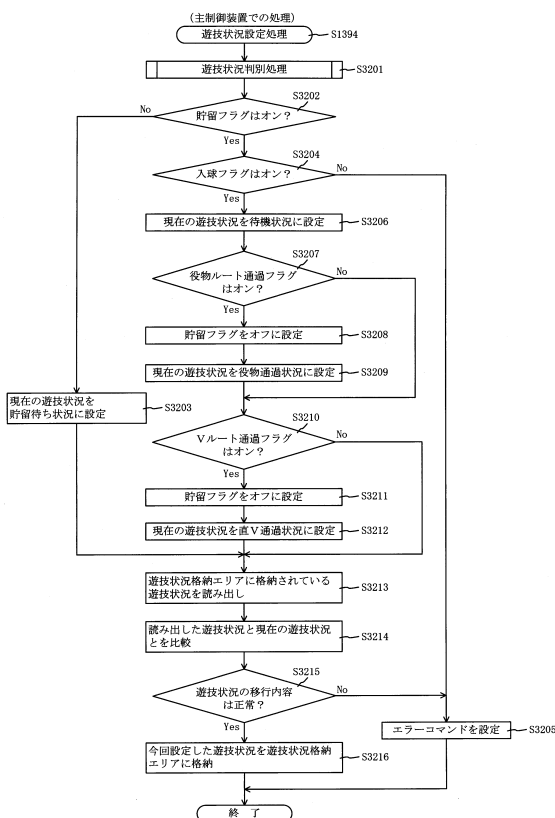 (主制御装置での処理)
遊技状況設定処理
S1394
遊技状況判別処理
S3201
S3202
貯留フラグはオン?
No
Yes
S3204
入球フラグはオン?
No
Yes
現在の遊技状況を待機状況に設定
S3206
S3207
役物ルート通過フラグ
はオン?
No
Yes
貯留フラグをオフに設定
S3208
現在の遊技状況を役物通過状況に設定
S3209
現在の遊技状況を
貯留待ち状況に設定
S3203
S3210
Vルート通過フラグ
はオン?
No
Yes
貯留フラグをオフに設定
S3211
現在の遊技状況を直V通過状況に設定
S3212
遊技状況格納エリアに格納されている
遊技状況を読み出し
S3213
読み出した遊技状況と現在の遊技状況
とを比較
S3214
S3215
遊技状況の移行内容
は正常?
No
Yes
エラーコマンドを設定
S3205
今回設定した遊技状況を遊技状況格納
エリアに格納
S3216
終 了